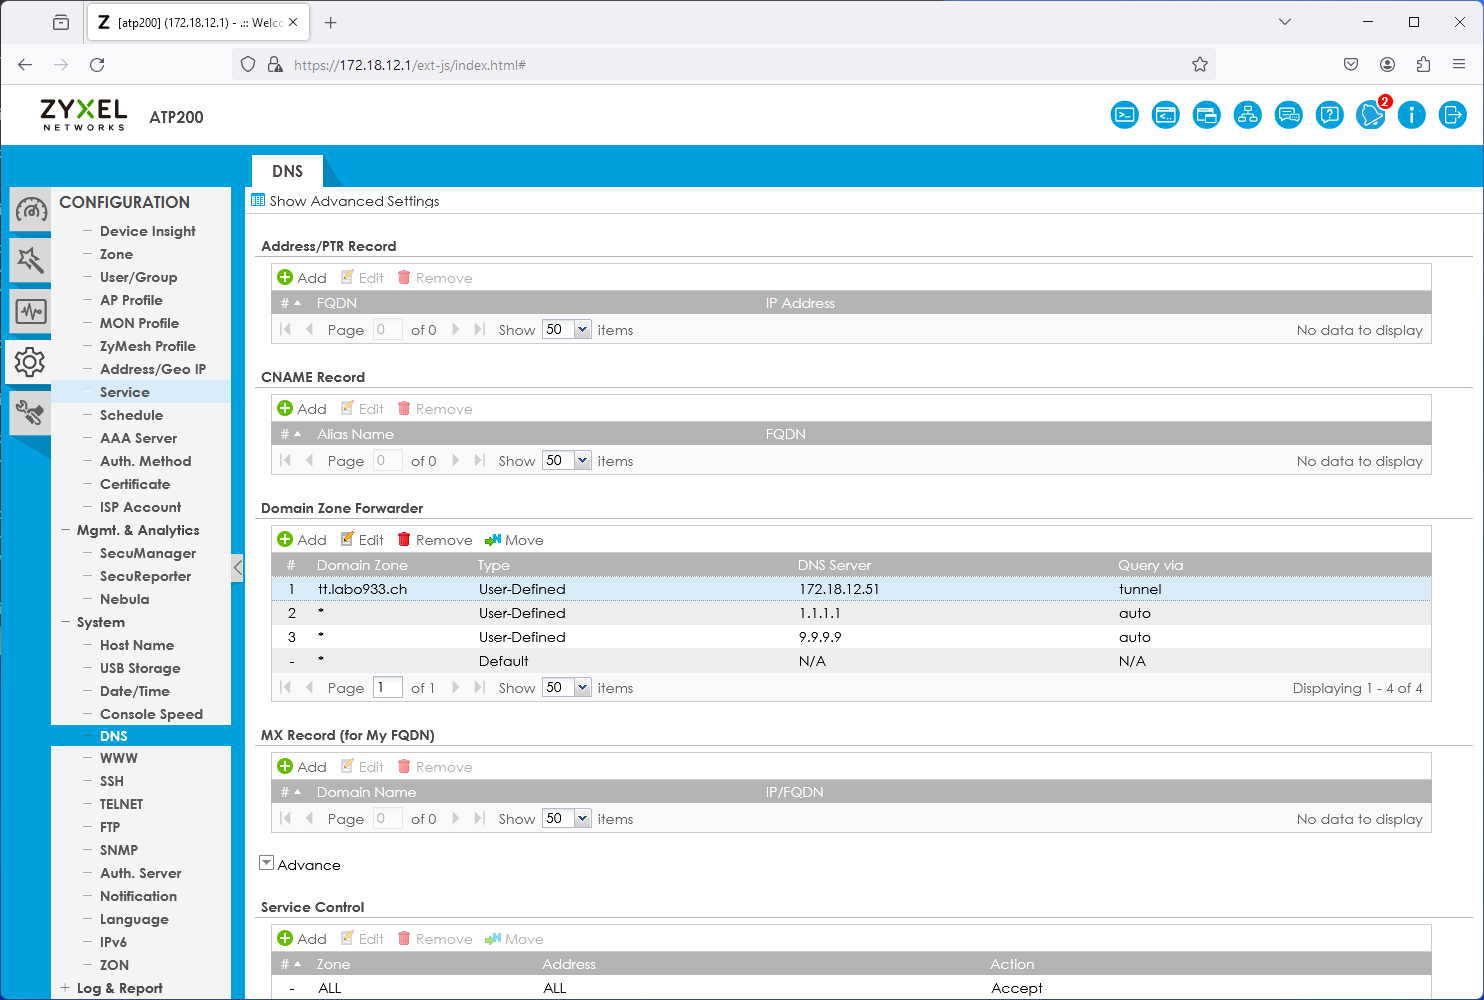 Z [atp200] (172.18.12.1) - .:: Welco
https://172.18.12.1/ext-js/index.html#
ZYXEL
NETWORKS
ATP200
2
DNS
CONFIGURATION
Device Insight
Zone
User/Group
AP Profile
MON Profile
ZyMesh Profile
Address/Geo IP
Service
Schedule
AAA Server
Auth. Method
Certificate
ISP Account
Mgmt. & Analytics
SecuManager
SecuReporter
Nebula
System
Host Name
USB Storage
Date/Time
Console Speed
DNS
WWW
SSH
TELNET
FTP
SNMP
Auth. Server
Notification
Language
IPv6
ZON
Log & Report
Show Advanced Settings
Address/PTR Record
Add Edit Remove
# FQDN IP Address
Page 0 of 0 Show 50 items No data to display
CNAME Record
Add Edit Remove
# Alias Name FQDN
Page 0 of 0 Show 50 items No data to display
Domain Zone Forwarder
Add Edit Remove Move
# Domain Zone Type DNS Server Query via
1 tt.labo933.ch User-Defined 172.18.12.51 tunnel
2 * User-Defined 1.1.1.1 auto
3 * User-Defined 9.9.9.9 auto
- * Default N/A N/A
Page 1 of 1 Show 50 items Displaying 1 - 4 of 4
MX Record (for My FQDN)
Add Edit Remove
# Domain Name IP/FQDN
Page 0 of 0 Show 50 items No data to display
Advance
Service Control
Add Edit Remove Move
# Zone Address Action
- ALL ALL Accept